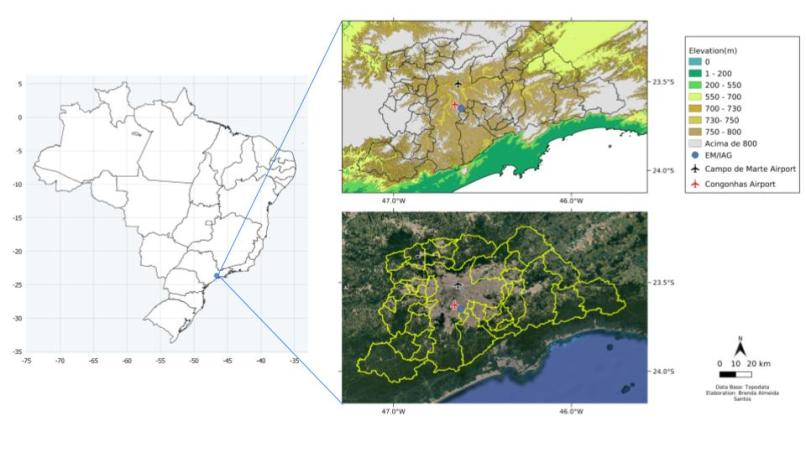 5
0
-5
-10
-15
-20
-25
-30
-35
-75
-70
-65
-60
-55
-50
-45
-40
-35
23.5°S
24.0°S
47.0°W
46.0°W
23.5°S
24.0°S
47.0°W
46.0°W
Elevation(m)
0
1 - 200
200 - 550
550 - 700
700 - 730
730- 750
750 - 800
Acima de 800
EM/IAG
Campo de Marte Airport
Congonhas Airport
N
0 10 20 km
Data Base: Topodata
Elaboration: Brenda Almeida
Santos